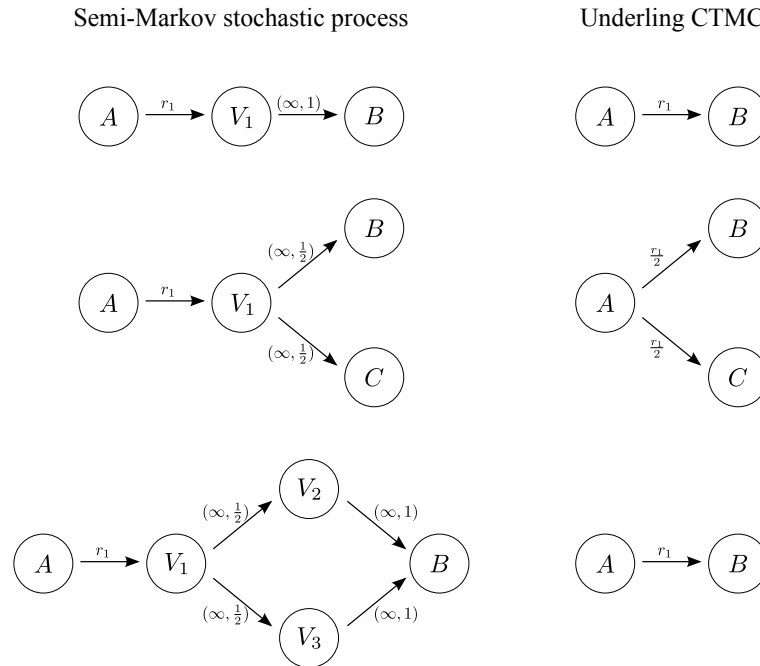 Semi-Markov stochastic process
Underling CTMC
A r₁ V₁ (∞, 1) B
A r₁ B
A r₁ V₁ (∞, ½) B (∞, ½) C
A r₁/2 B r₁/2 C
A r₁ V₁ (∞, ½) V₂ (∞, 1) (∞, ½) V₃ (∞, 1) B
A r₁ B